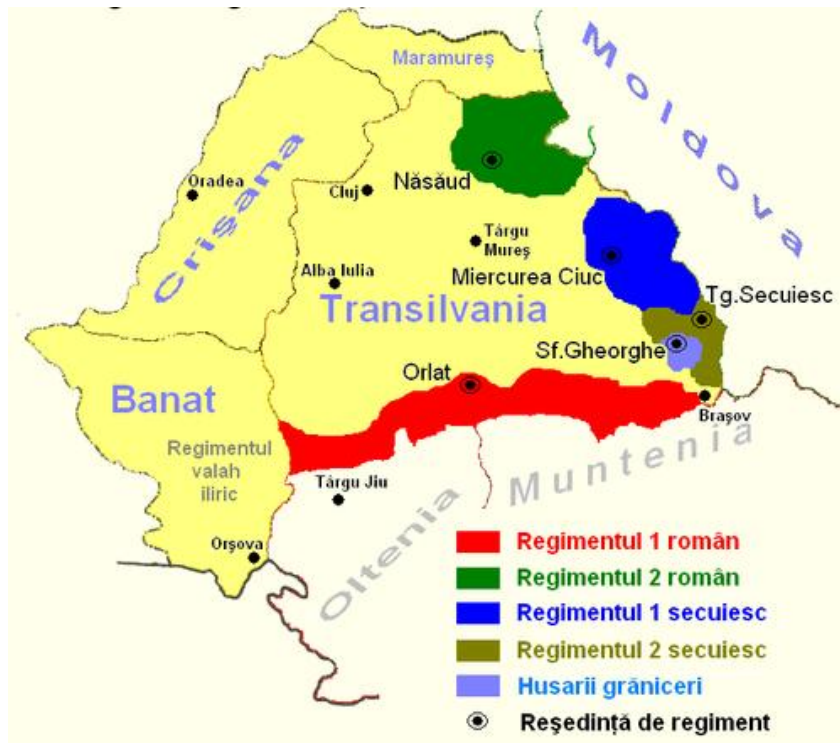 Maramureş
Moldova
Crişana
Oradea
Cluj
Năsăud
Târgu
Mureş
Miercurea Ciuc
Alba Iulia
Transilvania
Tg.Secuiesc
Sf.Gheorghe
Orlat
Banat
Braşov
Regimentul
valah
iliric
Târgu Jiu
Muntenia
Oltenia
Orşova
Regimentul 1 român
Regimentul 2 român
Regimentul 1 secuiesc
Regimentul 2 secuiesc
Husarii grăniceri
Reşedinţă de regiment